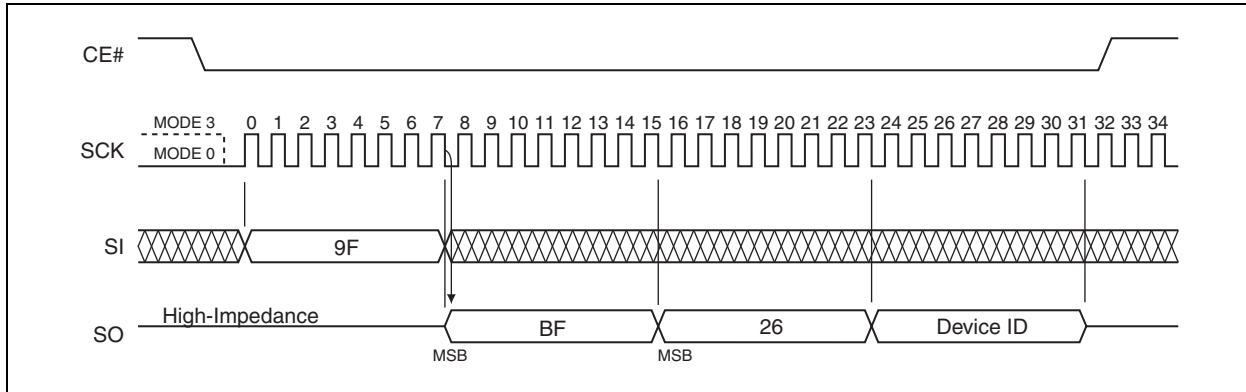 CE#
MODE 3
0 1 2 3 4 5 6 7 8 9 10 11 12 13 14 15 16 17 18 19 20 21 22 23 24 25 26 27 28 29 30 31 32 33 34
SCK
MODE 0
SI
9F
High-Impedance
SO
BF
26
Device ID
MSB
MSB